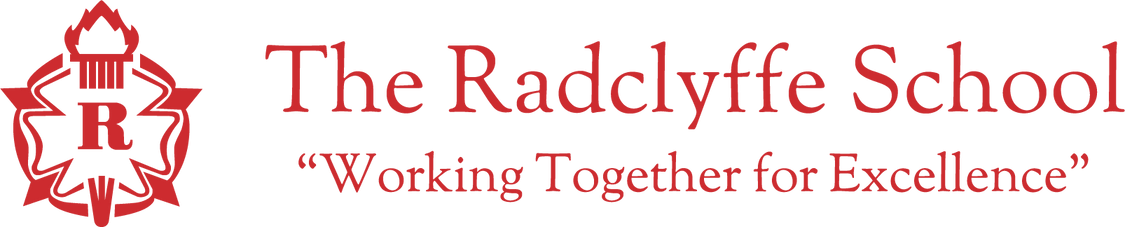 R
The Radclyffe School
“Working Together for Excellence”